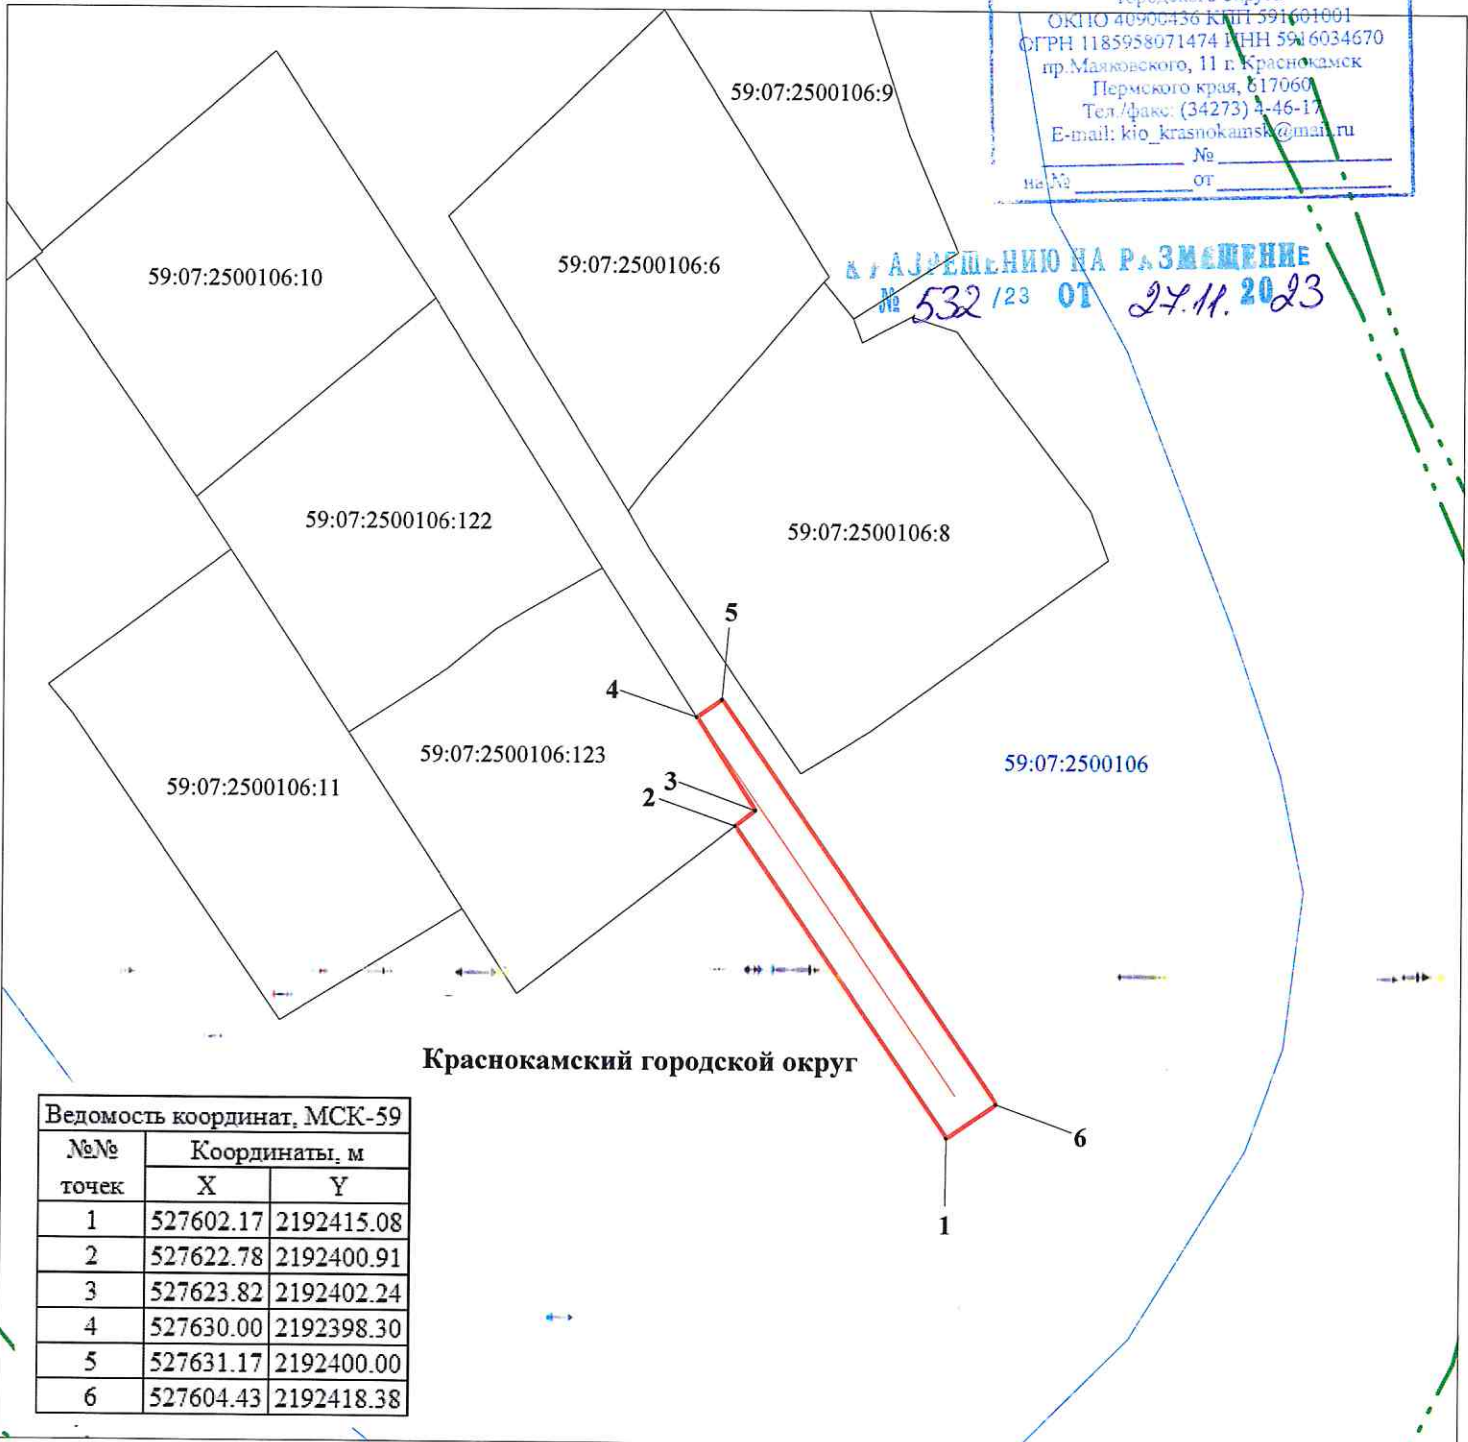 ОКПО 40900436 КПП 591601001
ОГРН 1185958071474 ИНН 5916034670
пр.Маяковского, 11 г. Краснокамск
Пермского края, 617060
Тел./факс: (34273) 4-46-17
E-mail: kio_krasnokamsk@mail.ru
№
на № от
К РАЗРЕШЕНИЮ НА РАЗМЕЩЕНИЕ
№ 532 /23 ОТ 27.11. 2023
59:07:2500106:9
59:07:2500106:10
59:07:2500106:6
59:07:2500106:122
59:07:2500106:8
5
4
59:07:2500106:123
59:07:2500106
59:07:2500106:11
3
2
Краснокамский городской округ
6
1
Ведомость координат, МСК-59
№№ Координаты, м
точек X Y
1 527602.17 2192415.08
2 527622.78 2192400.91
3 527623.82 2192402.24
4 527630.00 2192398.30
5 527631.17 2192400.00
6 527604.43 2192418.38